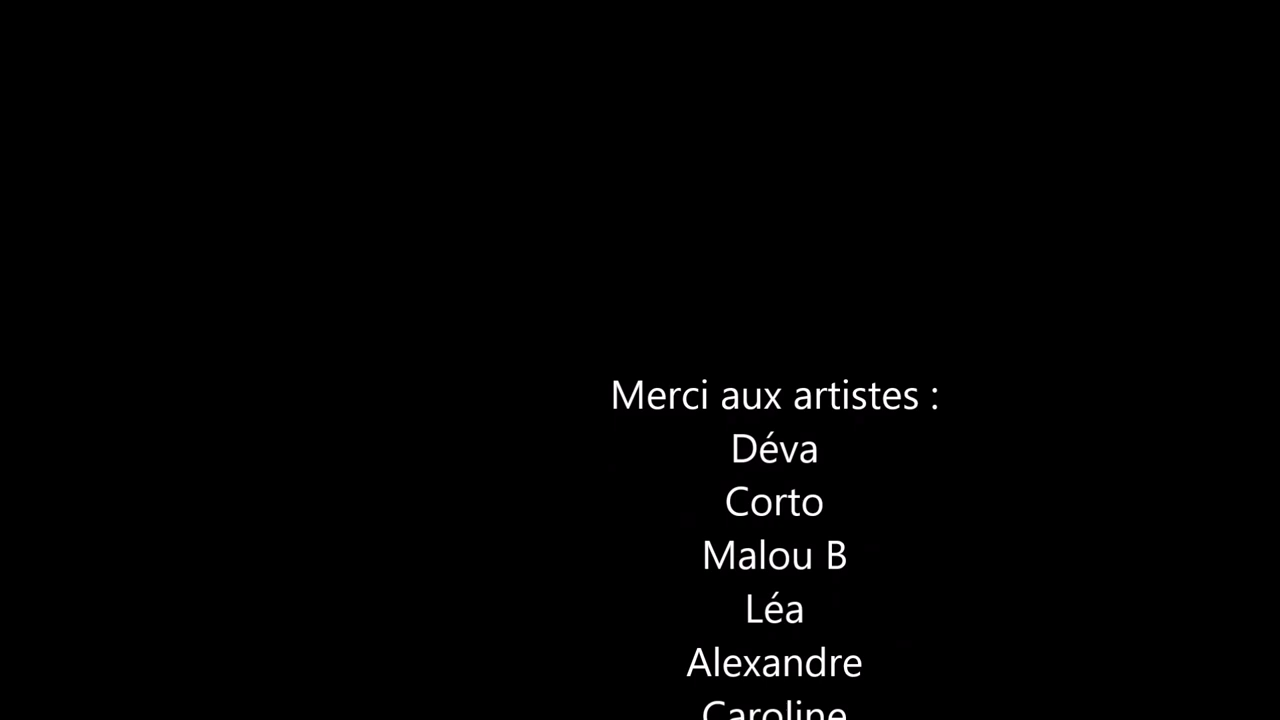 Merci aux artistes :
Déva
Corto
Malou B
Léa
Alexandre
Caroline